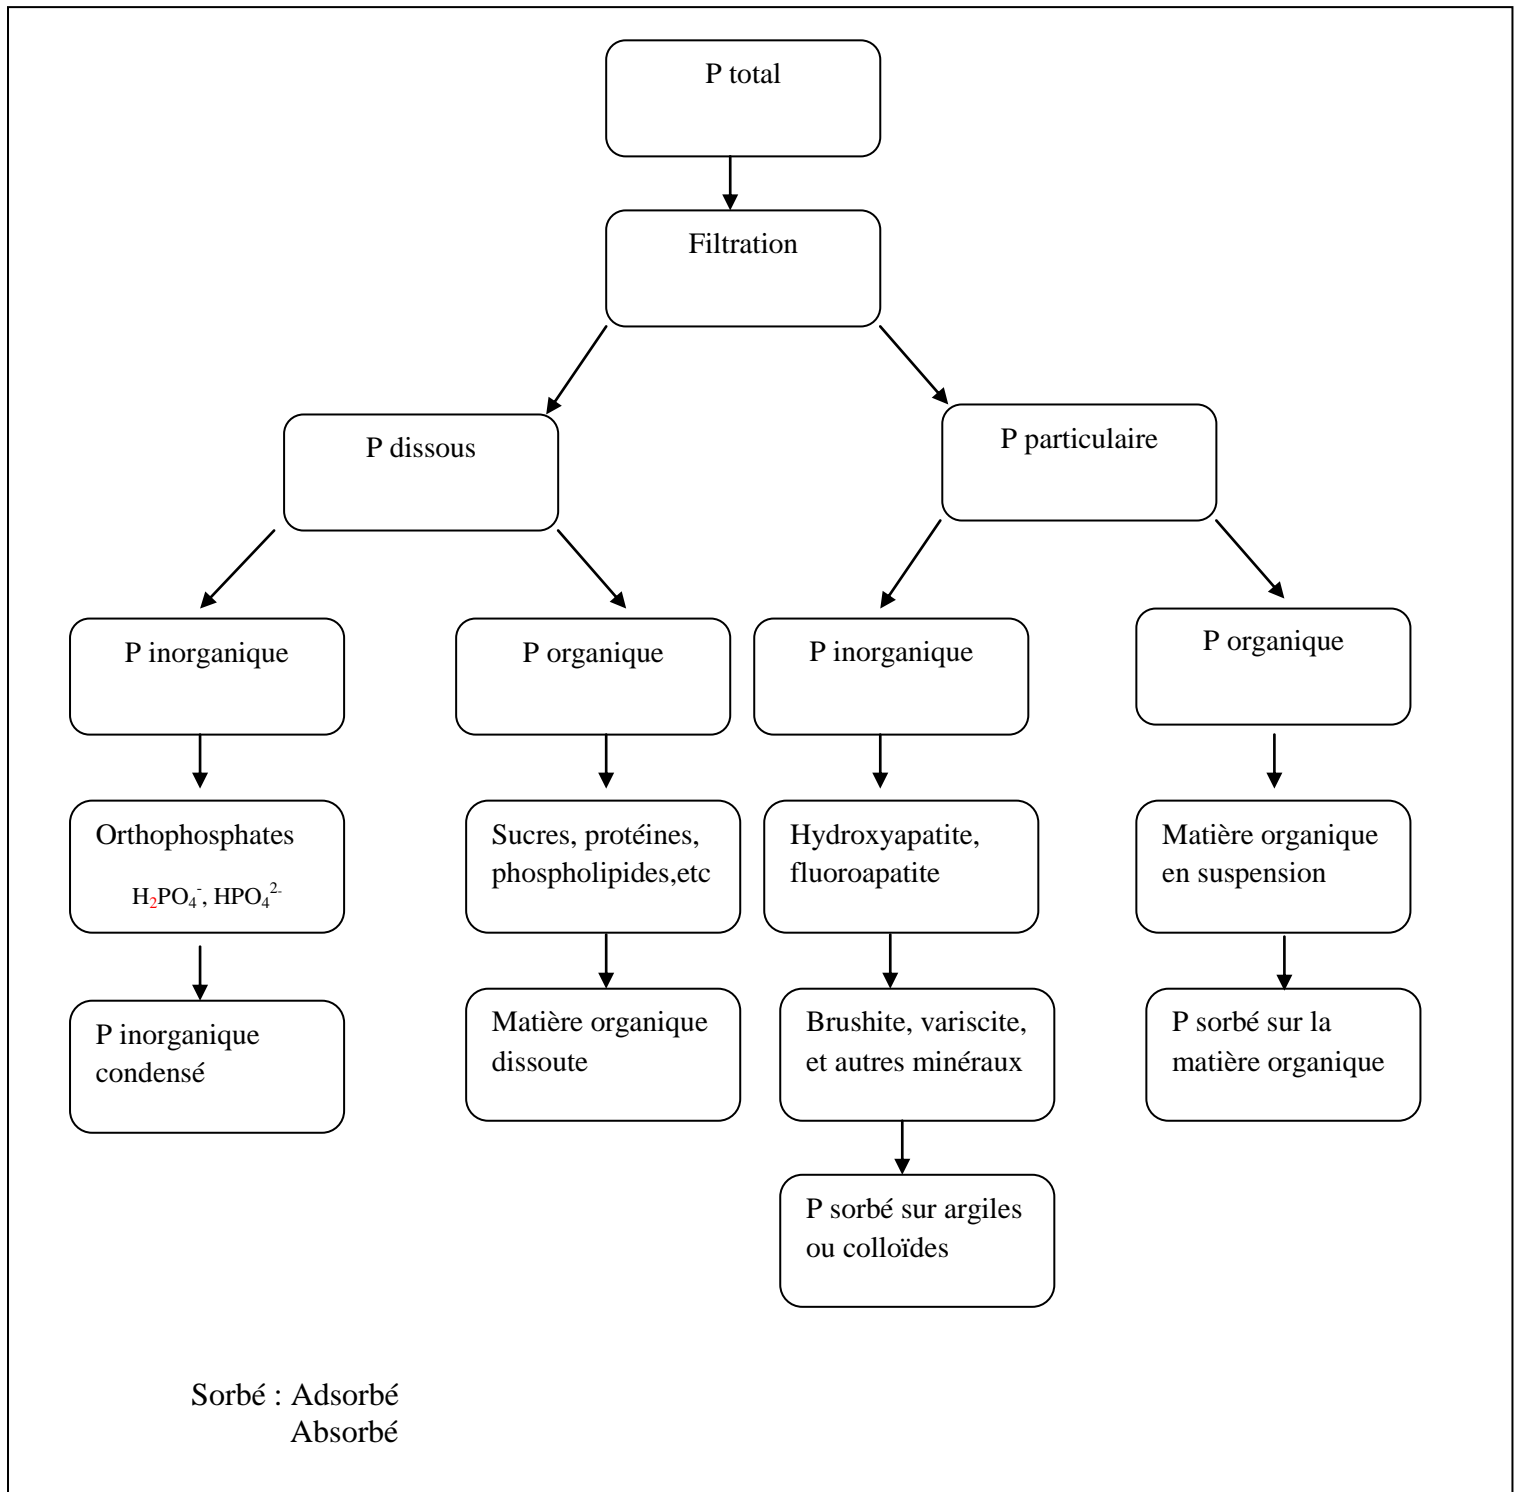 P total
Filtration
P dissous
P particulaire
P inorganique
P organique
P inorganique
P organique
Orthophosphates
H₂PO₄⁻, HPO₄²⁻
Sucres, protéines,
phospholipides,etc
Hydroxyapatite,
fluoroapatite
Matière organique
en suspension
P inorganique
condensé
Matière organique
dissoute
Brushite, variscite,
et autres minéraux
P sorbé sur la
matière organique
P sorbé sur argiles
ou colloïdes
Sorbé : Adsorbé
Absorbé